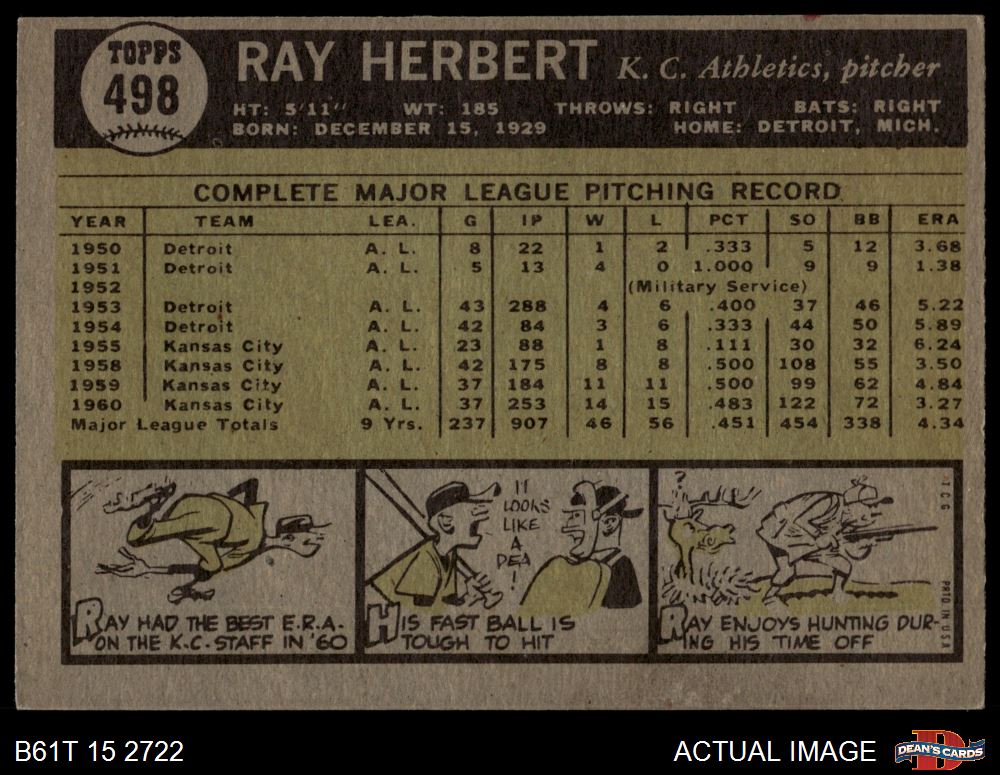 TOPPS
498
RAY HERBERT K. C. Athletics, pitcher
HT: 5'11" WT: 185 THROWS: RIGHT BATS: RIGHT
BORN: DECEMBER 15, 1929 HOME: DETROIT, MICH.
COMPLETE MAJOR LEAGUE PITCHING RECORD
YEAR TEAM LEA. G IP W L PCT SO BB ERA
1950 Detroit A. L. 8 22 1 2 .333 5 12 3.68
1951 Detroit A. L. 5 13 4 0 1.000 9 9 1.38
1952 (Military Service)
1953 Detroit A. L. 43 288 4 6 .400 37 46 5.22
1954 Detroit A. L. 42 84 3 6 .333 44 50 5.89
1955 Kansas City A. L. 23 88 1 8 .111 30 32 6.24
1958 Kansas City A. L. 42 175 8 8 .500 108 55 3.50
1959 Kansas City A. L. 37 184 11 11 .500 99 62 4.84
1960 Kansas City A. L. 37 253 14 15 .483 122 72 3.27
Major League Totals 9 Yrs. 237 907 46 56 .451 454 338 4.34
RAY HAD THE BEST E.R.A.
ON THE K.C. STAFF IN '60
IT
LOOKS
LIKE
A
PEA!
HIS FAST BALL IS
TOUGH TO HIT
?
RAY ENJOYS HUNTING DUR-
ING HIS TIME OFF
T.C.G.
PRTD. IN U.S.A.
B61T 15 2722
ACTUAL IMAGE
D
DEAN'S CARDS